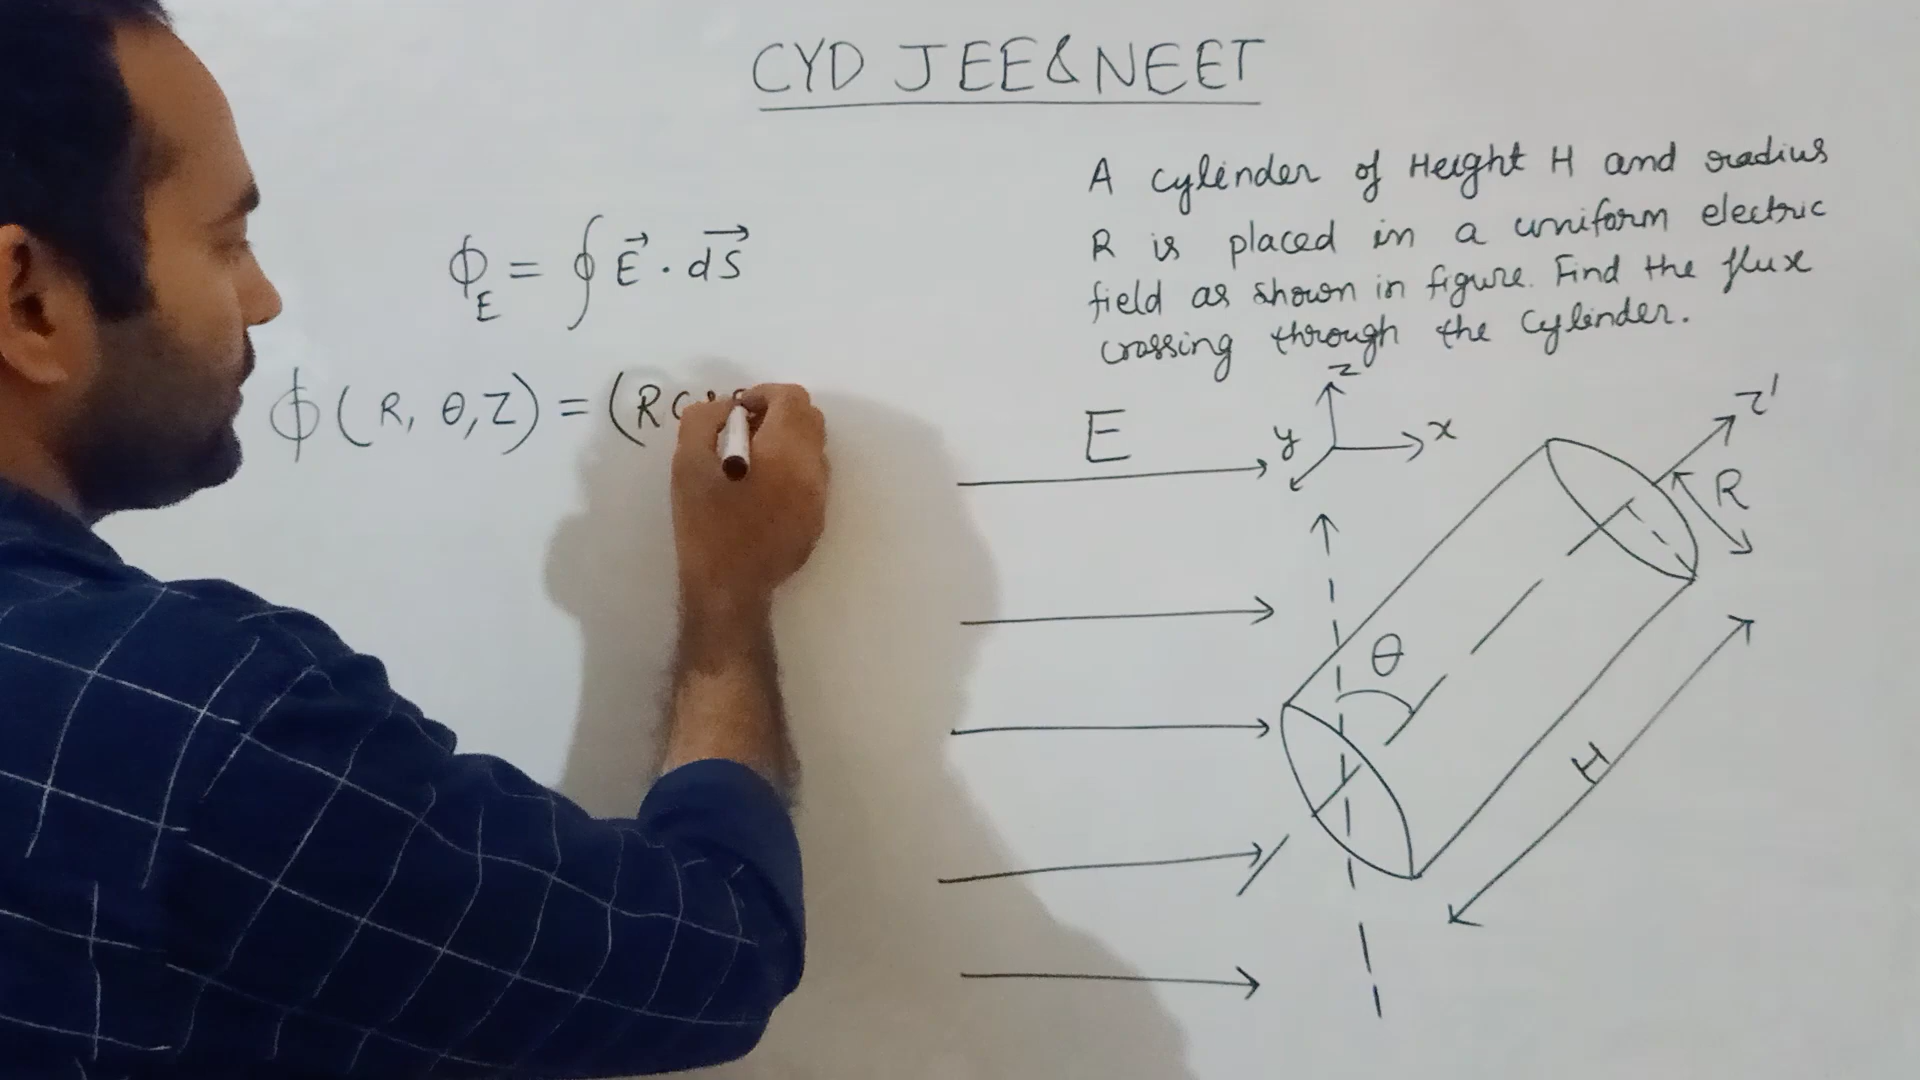 CYD JEE&NEET
A cylinder of Height H and radius
R is placed in a uniform electric
field as shown in figure. Find the flux
crossing through the cylinder.
ϕ_E = ∮ E⃗ . dS⃗
ϕ(R, θ, Z) = (R
E
z
y
x
z'
R
θ
H